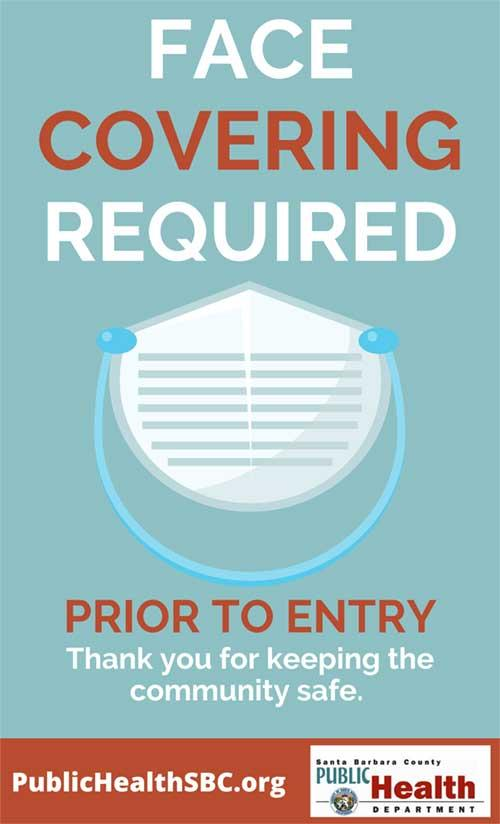 FACE
COVERING
REQUIRED
PRIOR TO ENTRY
Thank you for keeping the
community safe.
PublicHealthSBC.org
Santa Barbara County
PUBLIC
Health
DEPARTMENT